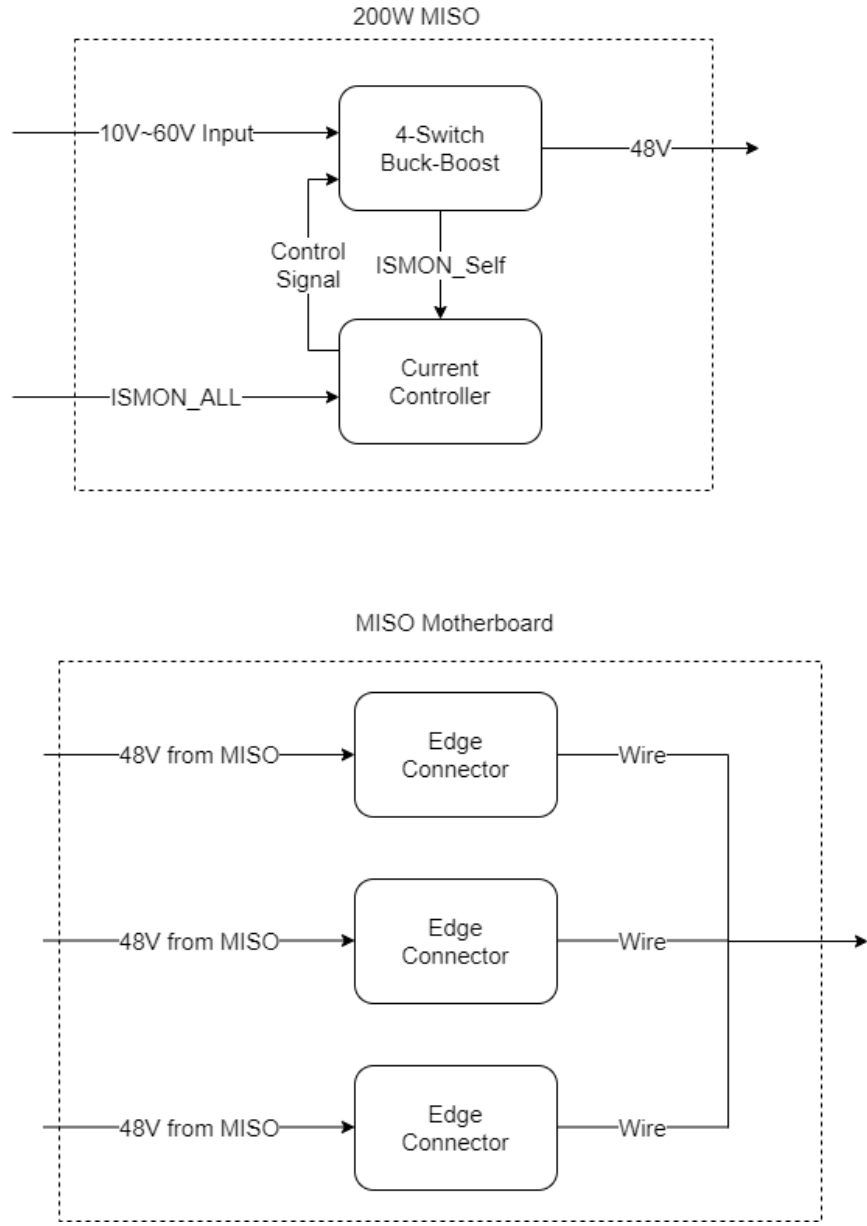 200W MISO
10V~60V Input
4-Switch
Buck-Boost
48V
Control
Signal
ISMON_Self
ISMON_ALL
Current
Controller
MISO Motherboard
48V from MISO
Edge
Connector
Wire
48V from MISO
Edge
Connector
Wire
48V from MISO
Edge
Connector
Wire